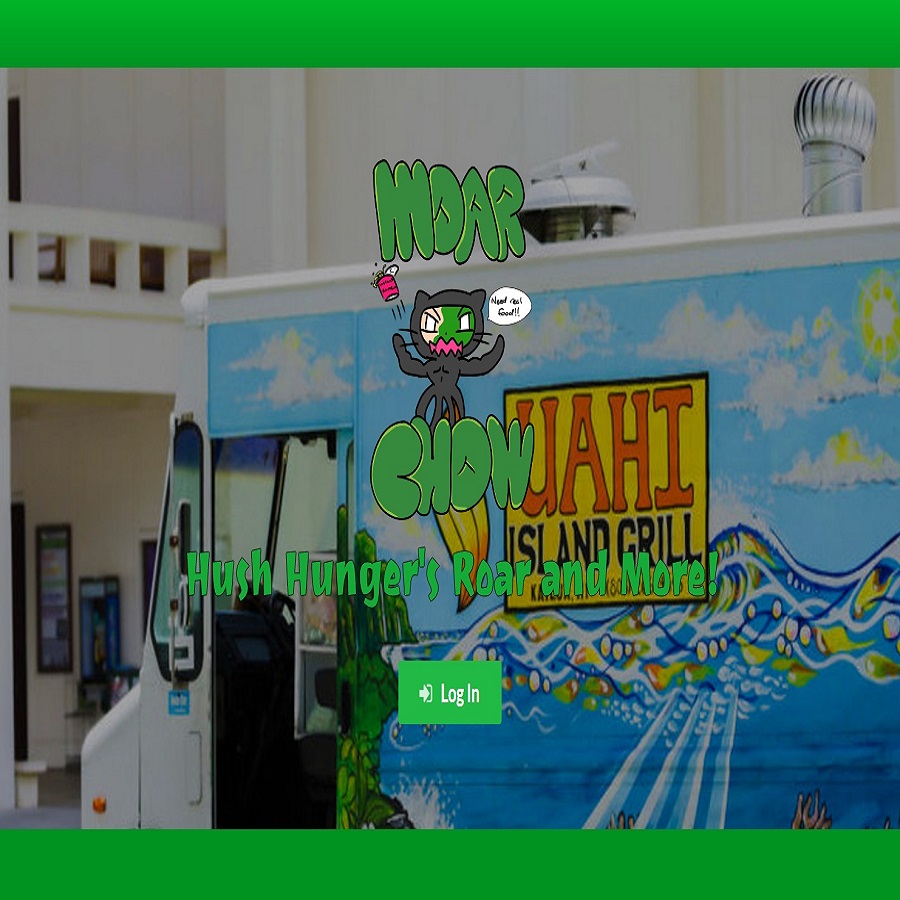 MOAR
Need real
food!!
CHOW
UAHI
ISLAND GRILL
Hush Hunger's Roar and More!
Log In